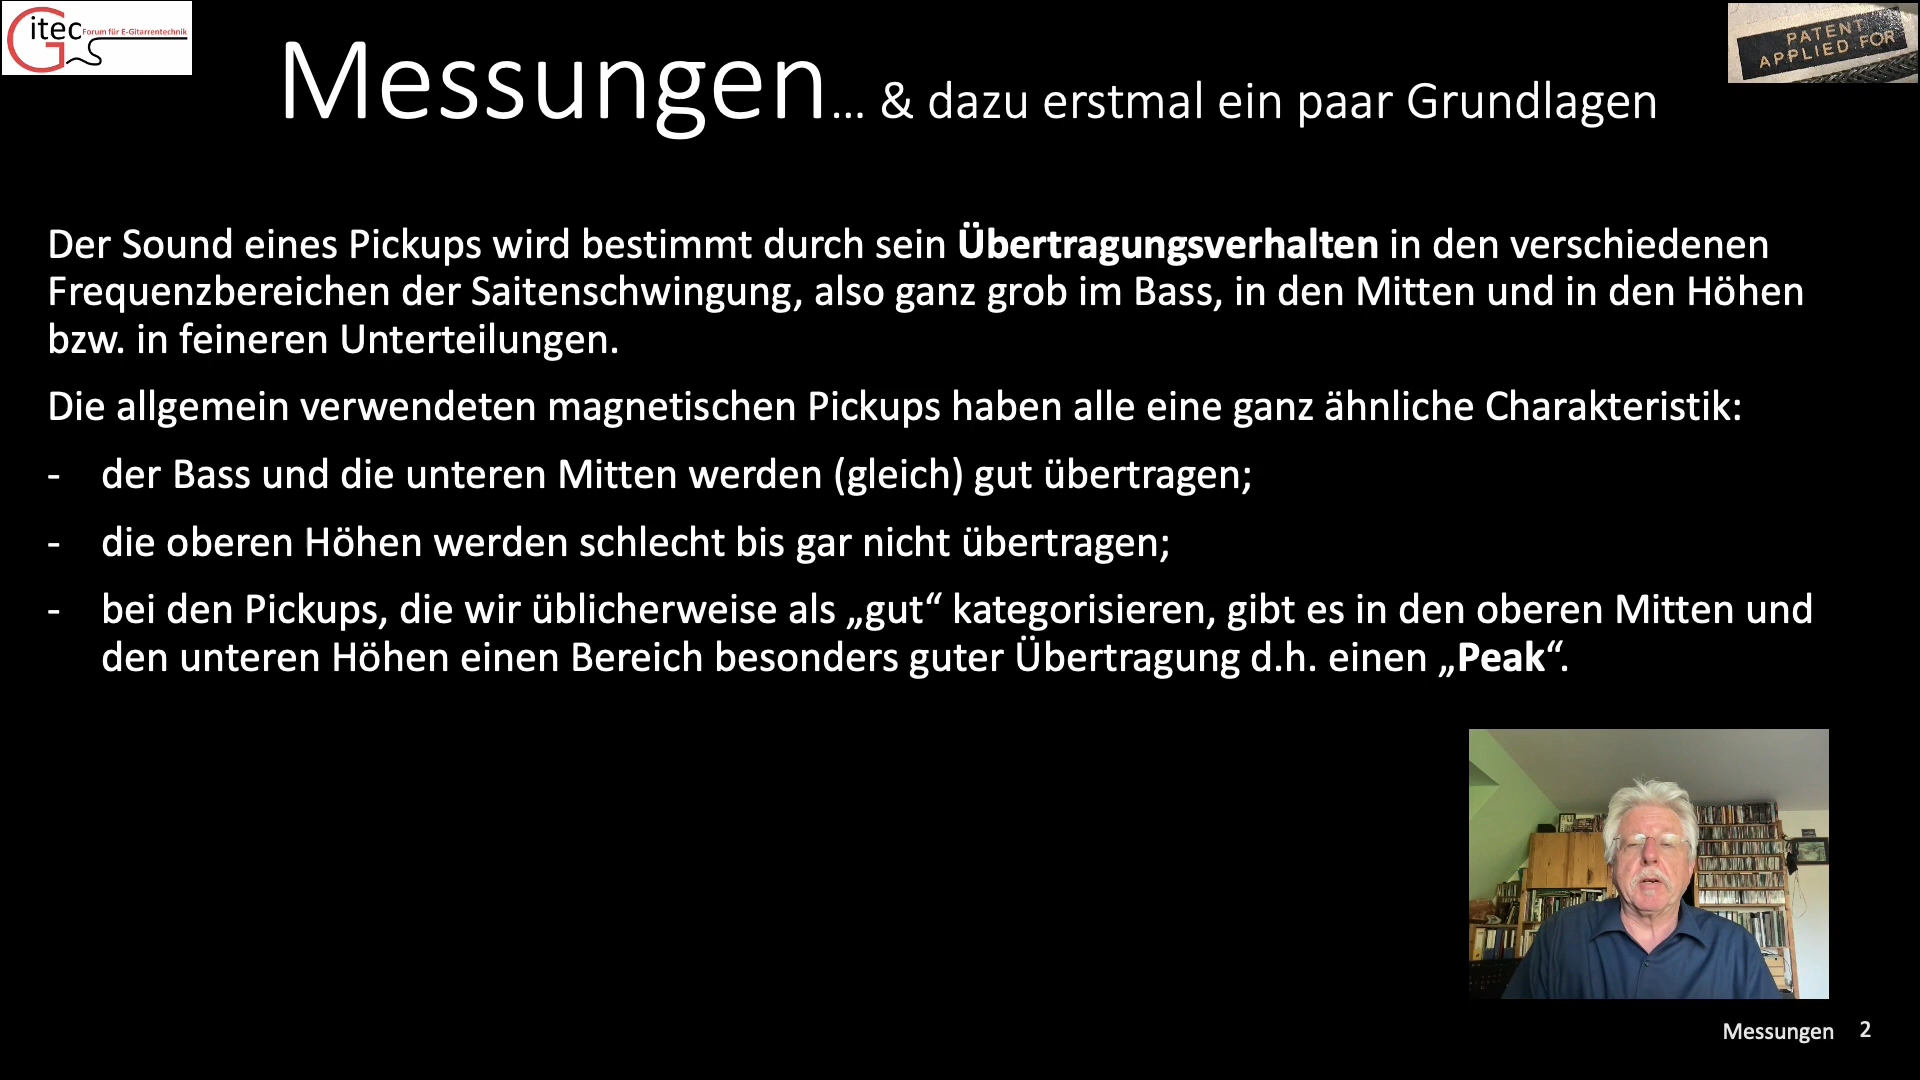 Gitec Forum für E-Gitarrentechnik
PATENT
APPLIED FOR
Messungen... & dazu erstmal ein paar Grundlagen
Der Sound eines Pickups wird bestimmt durch sein Übertragungsverhalten in den verschiedenen
Frequenzbereichen der Saitenschwingung, also ganz grob im Bass, in den Mitten und in den Höhen
bzw. in feineren Unterteilungen.
Die allgemein verwendeten magnetischen Pickups haben alle eine ganz ähnliche Charakteristik:
- der Bass und die unteren Mitten werden (gleich) gut übertragen;
- die oberen Höhen werden schlecht bis gar nicht übertragen;
- bei den Pickups, die wir üblicherweise als „gut“ kategorisieren, gibt es in den oberen Mitten und
den unteren Höhen einen Bereich besonders guter Übertragung d.h. einen „Peak“.
Messungen 2